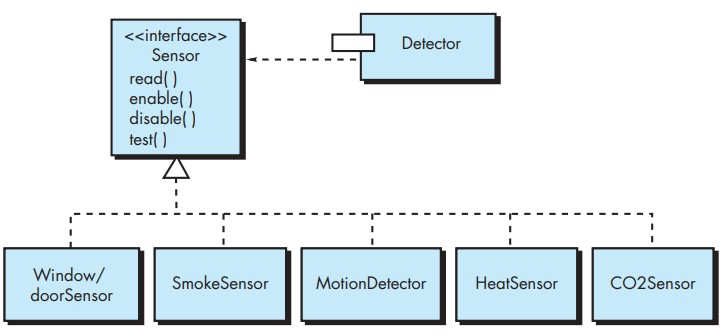 <<interface>>
Sensor
read( )
enable( )
disable( )
test( )
Detector
Window/
doorSensor
SmokeSensor
MotionDetector
HeatSensor
CO2Sensor